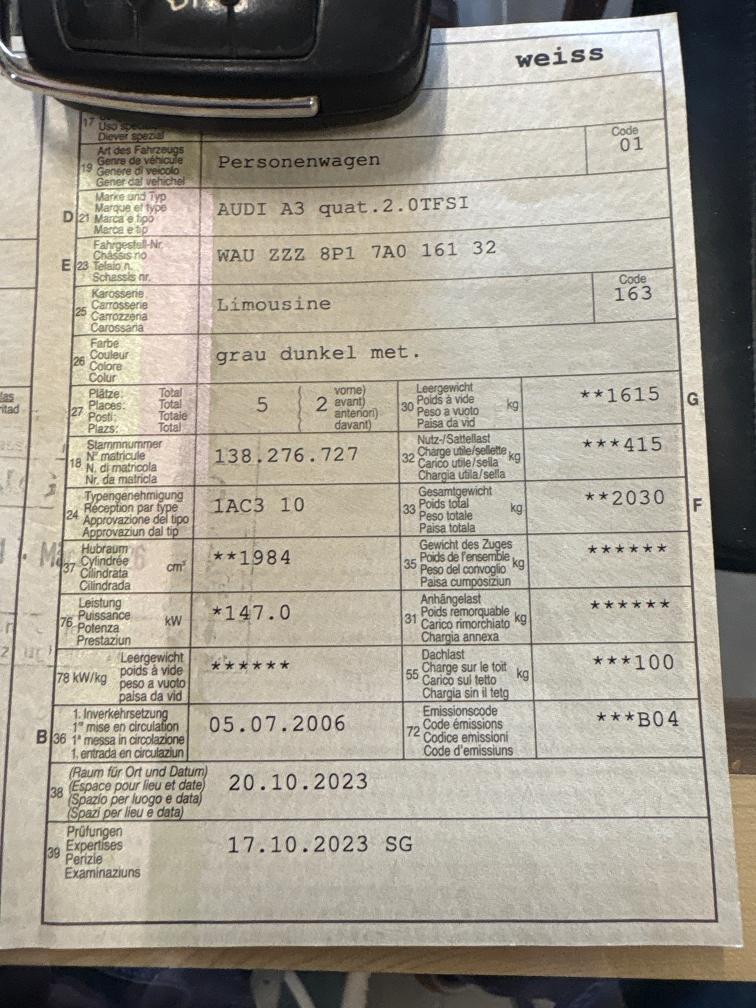 weiss
17
Uso
Diever spezial
19
Art des Fahrzeugs
Genre de véhicule
Genere di veicolo
Gener dal vehichel
Personenwagen
Code
01
D 21
Marke und Typ
Marque et type
Marca e tipo
Marca e tip
AUDI A3 quat.2.0TFSI
E 23
Fahrgestell-Nr.
Châssis no
Telaio n.
Schassis nr.
WAU ZZZ 8P1 7A0 161 32
25
Karosserie
Carrosserie
Carrozzeria
Carossaria
Limousine
Code
163
26
Farbe
Couleur
Colore
Colur
grau dunkel met.
27
Plätze: Total
Places: Total
Posti: Totale
Plazs: Total
5
2
vorne)
avant)
anteriori)
davant)
30
Leergewicht
Poids à vide
Peso a vuoto
Paisa da vid
kg
**1615
G
18
Stammnummer
N° matricule
N. di matricola
Nr. da matricla
138.276.727
32
Nutz-/Sattellast
Charge utile/sellette
Carico utile/sella
Chargia utila/sella
kg
***415
24
Typengenehmigung
Réception par type
Approvazione del tipo
Approvaziun dal tip
1AC3 10
33
Gesamtgewicht
Poids total
Peso totale
Paisa totala
kg
**2030
F
37
Hubraum
Cylindrée
Cilindrata
Cilindrada
cm³
**1984
35
Gewicht des Zuges
Poids de l'ensemble
Peso del convoglio
Paisa cumposiziun
kg
******
76
Leistung
Puissance
Potenza
Prestaziun
kW
*147.0
31
Anhängelast
Poids remorquable
Carico rimorchiato
Chargia annexa
kg
******
78 kW/kg
Leergewicht
poids à vide
peso a vuoto
paisa da vid
******
55
Dachlast
Charge sur le toit
Carico sul tetto
Chargia sin il tetg
kg
***100
B 36
1. Inverkehrsetzung
1re mise en circulation
1a messa in circolazione
1. entrada en circulaziun
05.07.2006
72
Emissionscode
Code émissions
Codice emissioni
Code d'emissiuns
***B04
38
(Raum für Ort und Datum)
(Espace pour lieu et date)
(Spazio per luogo e data)
(Spazi per lieu e data)
20.10.2023
39
Prüfungen
Expertises
Perizie
Examinaziuns
17.10.2023 SG